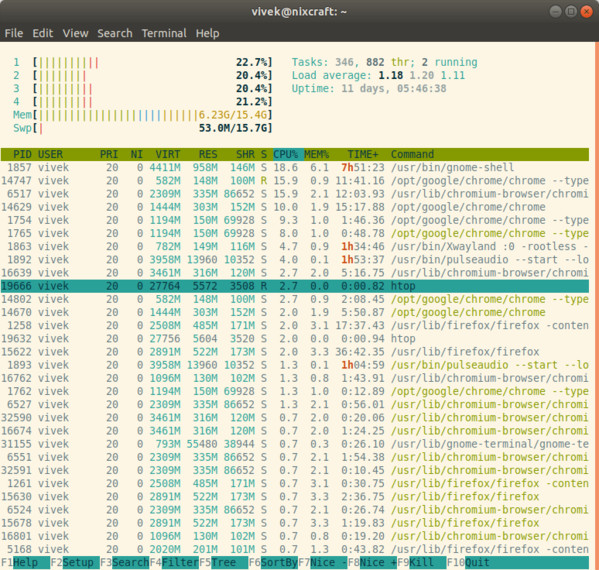 vivek@nixcraft: ~
File Edit View Search Terminal Help
1 [||||||||| 22.7%] Tasks: 346, 882 thr; 2 running
2 [||||||| 20.4%] Load average: 1.18 1.20 1.11
3 [|||||||| 20.4%] Uptime: 11 days, 05:46:38
4 [|||||||| 21.2%]
Mem[||||||||||||||||||||||||||6.23G/15.4G]
Swp[| 53.0M/15.7G]
PID USER PRI NI VIRT RES SHR S CPU% MEM% TIME+ Command
1857 vivek 20 0 4411M 958M 146M S 18.6 6.1 7h51:23 /usr/bin/gnome-shell
14747 vivek 20 0 582M 148M 100M R 15.9 0.9 11:41.16 /opt/google/chrome/chrome --type
6517 vivek 20 0 2309M 335M 86652 S 15.9 2.1 12:03.93 /usr/lib/chromium-browser/chromi
14629 vivek 20 0 1444M 303M 152M S 10.0 1.9 15:17.88 /opt/google/chrome/chrome
1754 vivek 20 0 1194M 150M 69928 S 9.3 1.0 1:46.36 /opt/google/chrome/chrome --type
1765 vivek 20 0 1194M 150M 69928 S 8.0 1.0 0:48.78 /opt/google/chrome/chrome --type
1863 vivek 20 0 782M 149M 116M S 4.7 0.9 1h34:46 /usr/bin/Xwayland :0 -rootless -
1892 vivek 20 0 3958M 13960 10352 S 4.0 0.1 1h53:37 /usr/bin/pulseaudio --start --lo
16639 vivek 20 0 3461M 316M 120M S 2.7 2.0 5:16.75 /usr/lib/chromium-browser/chromi
19666 vivek 20 0 27764 5572 3508 R 2.7 0.0 0:00.82 htop
14802 vivek 20 0 582M 148M 100M S 2.7 0.9 2:08.45 /opt/google/chrome/chrome --type
14670 vivek 20 0 1444M 303M 152M S 2.0 1.9 5:50.87 /opt/google/chrome/chrome
1258 vivek 20 0 2508M 485M 171M S 2.0 3.1 17:37.43 /usr/lib/firefox/firefox -conten
19632 vivek 20 0 27756 5604 3520 S 2.0 0.0 0:00.94 htop
15622 vivek 20 0 2891M 522M 173M S 2.0 3.3 36:42.35 /usr/lib/firefox/firefox
1893 vivek 20 0 3958M 13960 10352 S 1.3 0.1 1h04:59 /usr/bin/pulseaudio --start --lo
16762 vivek 20 0 1096M 130M 102M S 1.3 0.8 1:43.91 /usr/lib/chromium-browser/chromi
1762 vivek 20 0 1194M 150M 69928 S 1.3 1.0 0:12.89 /opt/google/chrome/chrome --type
6527 vivek 20 0 2309M 335M 86652 S 1.3 2.1 0:56.01 /usr/lib/chromium-browser/chromi
32590 vivek 20 0 3461M 316M 120M S 0.7 2.0 0:20.06 /usr/lib/chromium-browser/chromi
16674 vivek 20 0 3461M 316M 120M S 0.7 2.0 1:24.25 /usr/lib/chromium-browser/chromi
31155 vivek 20 0 793M 55480 38944 S 0.7 0.3 0:26.10 /usr/lib/gnome-terminal/gnome-te
6551 vivek 20 0 2309M 335M 86652 S 0.7 2.1 1:54.38 /usr/lib/chromium-browser/chromi
32591 vivek 20 0 2309M 335M 86652 S 0.7 2.1 0:10.45 /usr/lib/chromium-browser/chromi
1261 vivek 20 0 2508M 485M 171M S 0.7 3.1 0:30.75 /usr/lib/firefox/firefox -conten
15630 vivek 20 0 2891M 522M 173M S 0.7 3.3 2:36.75 /usr/lib/firefox/firefox
6524 vivek 20 0 2309M 335M 86652 S 0.7 2.1 0:26.74 /usr/lib/chromium-browser/chromi
15678 vivek 20 0 2891M 522M 173M S 0.7 3.3 1:19.83 /usr/lib/firefox/firefox
16801 vivek 20 0 1096M 130M 102M S 0.7 0.8 0:19.20 /usr/lib/chromium-browser/chromi
5168 vivek 20 0 2020M 201M 101M S 0.7 1.3 0:43.82 /usr/lib/firefox/firefox -conten
F1Help F2Setup F3SearchF4FilterF5Tree F6SortByF7Nice -F8Nice +F9Kill F10Quit